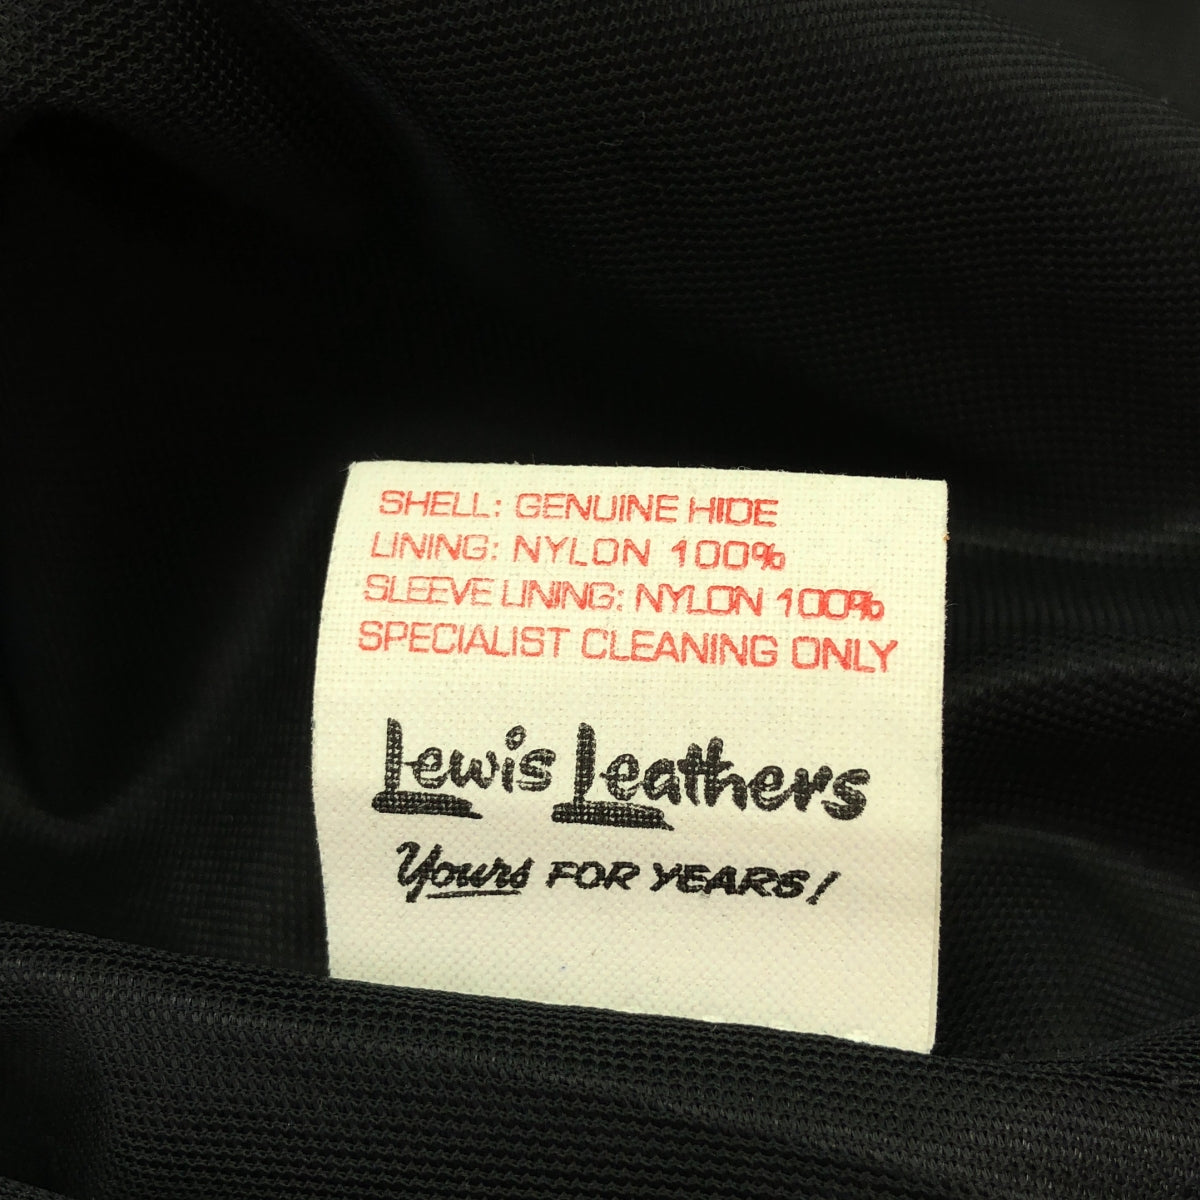 SHELL: GENUINE HIDE
LINING: NYLON 100%
SLEEVE LINING: NYLON 100%
SPECIALIST CLEANING ONLY
Lewis Leathers
Yours FOR YEARS!